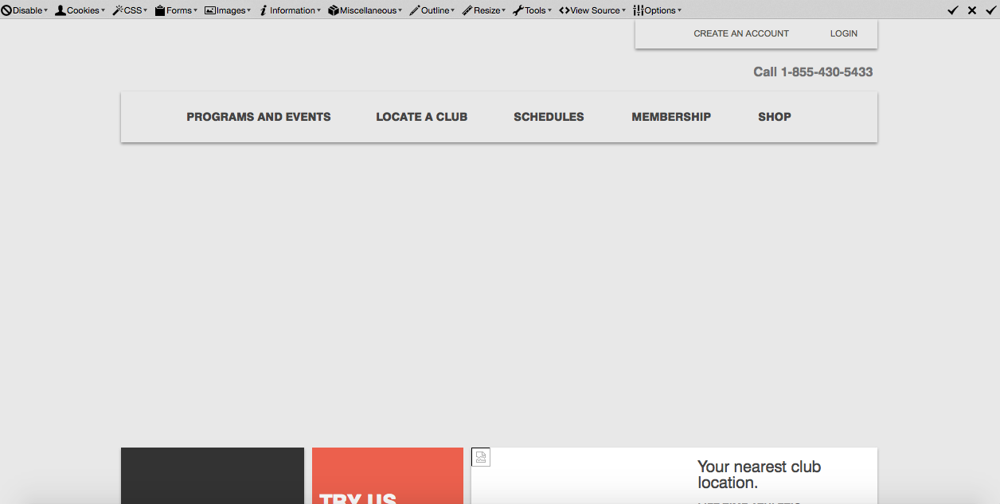 Disable Cookies CSS Forms Images Information Miscellaneous Outline Resize Tools View Source Options
CREATE AN ACCOUNT LOGIN
Call 1-855-430-5433
PROGRAMS AND EVENTS LOCATE A CLUB SCHEDULES MEMBERSHIP SHOP
Your nearest club
location.
TRY US